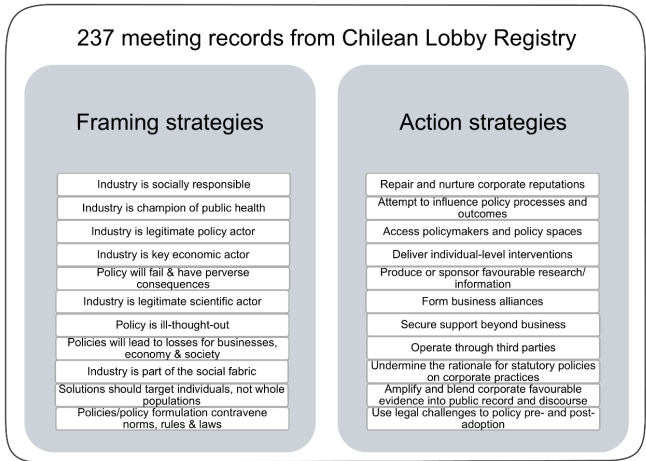 237 meeting records from Chilean Lobby Registry
Framing strategies
Industry is socially responsible
Industry is champion of public health
Industry is legitimate policy actor
Industry is key economic actor
Policy will fail & have perverse
consequences
Industry is legitimate scientific actor
Policy is ill-thought-out
Policies will lead to losses for businesses,
economy & society
Industry is part of the social fabric
Solutions should target individuals, not whole
populations
Policies/policy formulation contravene
norms, rules & laws
Action strategies
Repair and nurture corporate reputations
Attempt to influence policy processes and
outcomes
Access policymakers and policy spaces
Deliver individual-level interventions
Produce or sponsor favourable research/
information
Form business alliances
Secure support beyond business
Operate through third parties
Undermine the rationale for statutory policies
on corporate practices
Amplify and blend corporate favourable
evidence into public record and discourse
Use legal challenges to policy pre- and post-
adoption